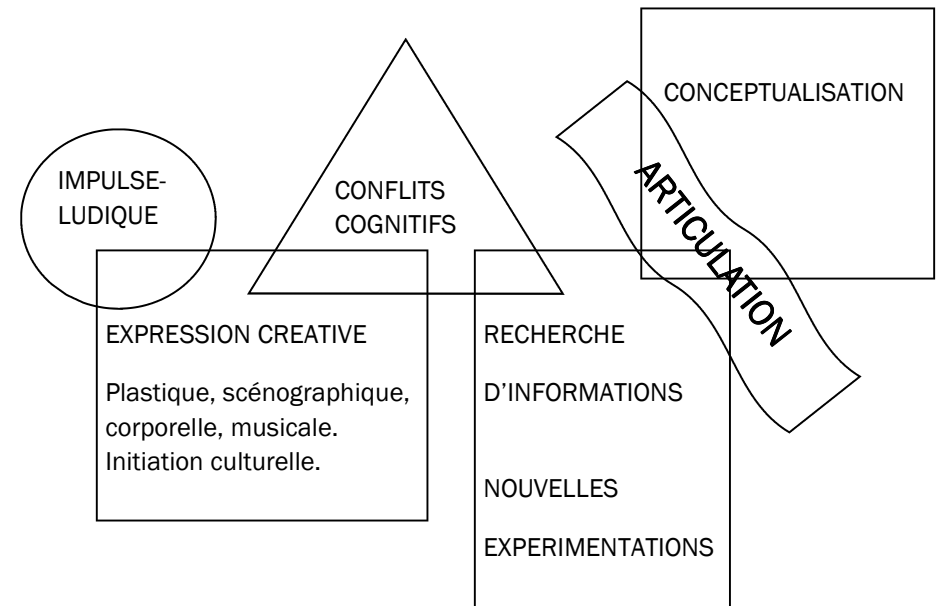 IMPULSE-
LUDIQUE
CONFLITS
COGNITIFS
CONCEPTUALISATION
ARTICULATION
EXPRESSION CREATIVE
Plastique, scénographique,
corporelle, musicale.
Initiation culturelle.
RECHERCHE
D'INFORMATIONS
NOUVELLES
EXPERIMENTATIONS